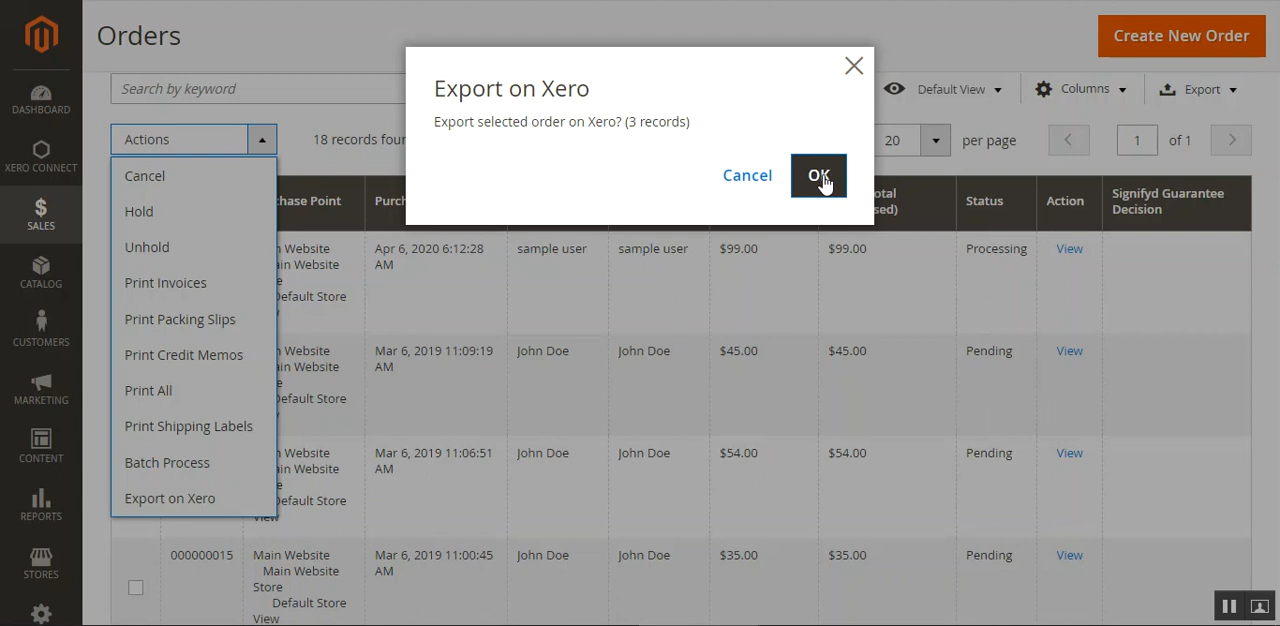 Orders
Create New Order
DASHBOARD
XERO CONNECT
SALES
CATALOG
CUSTOMERS
MARKETING
CONTENT
REPORTS
STORES
Search by keyword
Default View
Columns
Export
Actions
18 records
20
per page
1
of 1
Export on Xero
Export selected order on Xero? (3 records)
Cancel
OK
Cancel
Hold
Unhold
Print Invoices
Print Packing Slips
Print Credit Memos
Print All
Print Shipping Labels
Batch Process
Export on Xero
Point
Status
Action
Signifyd Guarantee
Decision
Website
Website
Default Store
Apr 6, 2020 6:12:28
AM
sample user
sample user
$99.00
$99.00
Processing
View
Website
Website
Default Store
Mar 6, 2019 11:09:19
AM
John Doe
John Doe
$45.00
$45.00
Pending
View
Website
Website
Default Store
View
Mar 6, 2019 11:06:51
AM
John Doe
John Doe
$54.00
$54.00
Pending
View
000000015
Main Website
Main Website
Store
Default Store
View
Mar 6, 2019 11:00:45
AM
John Doe
John Doe
$35.00
$35.00
Pending
View